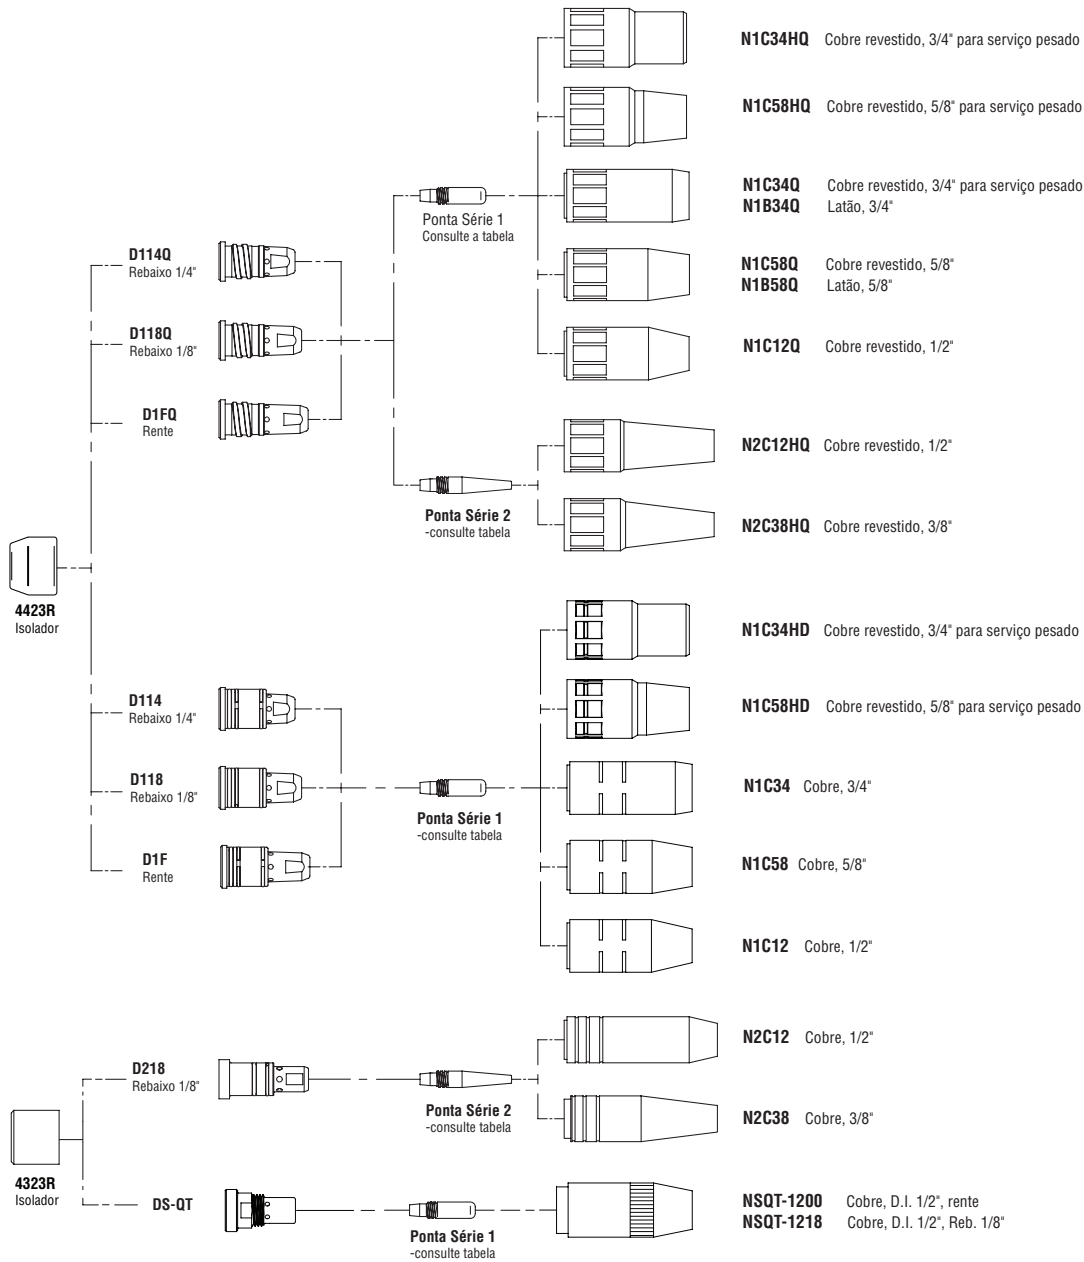 N1C34HQ Cobre revestido, 3/4" para serviço pesado
N1C58HQ Cobre revestido, 5/8" para serviço pesado
N1C34Q Cobre revestido, 3/4" para serviço pesado
N1B34Q Latão, 3/4"
Ponta Série 1
Consulte a tabela
D114Q
Rebaixo 1/4"
N1C58Q Cobre revestido, 5/8"
N1B58Q Latão, 5/8"
D118Q
Rebaixo 1/8"
N1C12Q Cobre revestido, 1/2"
D1FQ
Rente
N2C12HQ Cobre revestido, 1/2"
Ponta Série 2
-consulte tabela
N2C38HQ Cobre revestido, 3/8"
4423R
Isolador
N1C34HD Cobre revestido, 3/4" para serviço pesado
D114
Rebaixo 1/4"
N1C58HD Cobre revestido, 5/8" para serviço pesado
D118
Rebaixo 1/8"
N1C34 Cobre, 3/4"
Ponta Série 1
-consulte tabela
D1F
Rente
N1C58 Cobre, 5/8"
N1C12 Cobre, 1/2"
N2C12 Cobre, 1/2"
D218
Rebaixo 1/8"
Ponta Série 2
-consulte tabela
N2C38 Cobre, 3/8"
4323R
Isolador
DS-QT
Ponta Série 1
-consulte tabela
NSQT-1200 Cobre, D.I. 1/2", rente
NSQT-1218 Cobre, D.I. 1/2", Reb. 1/8"